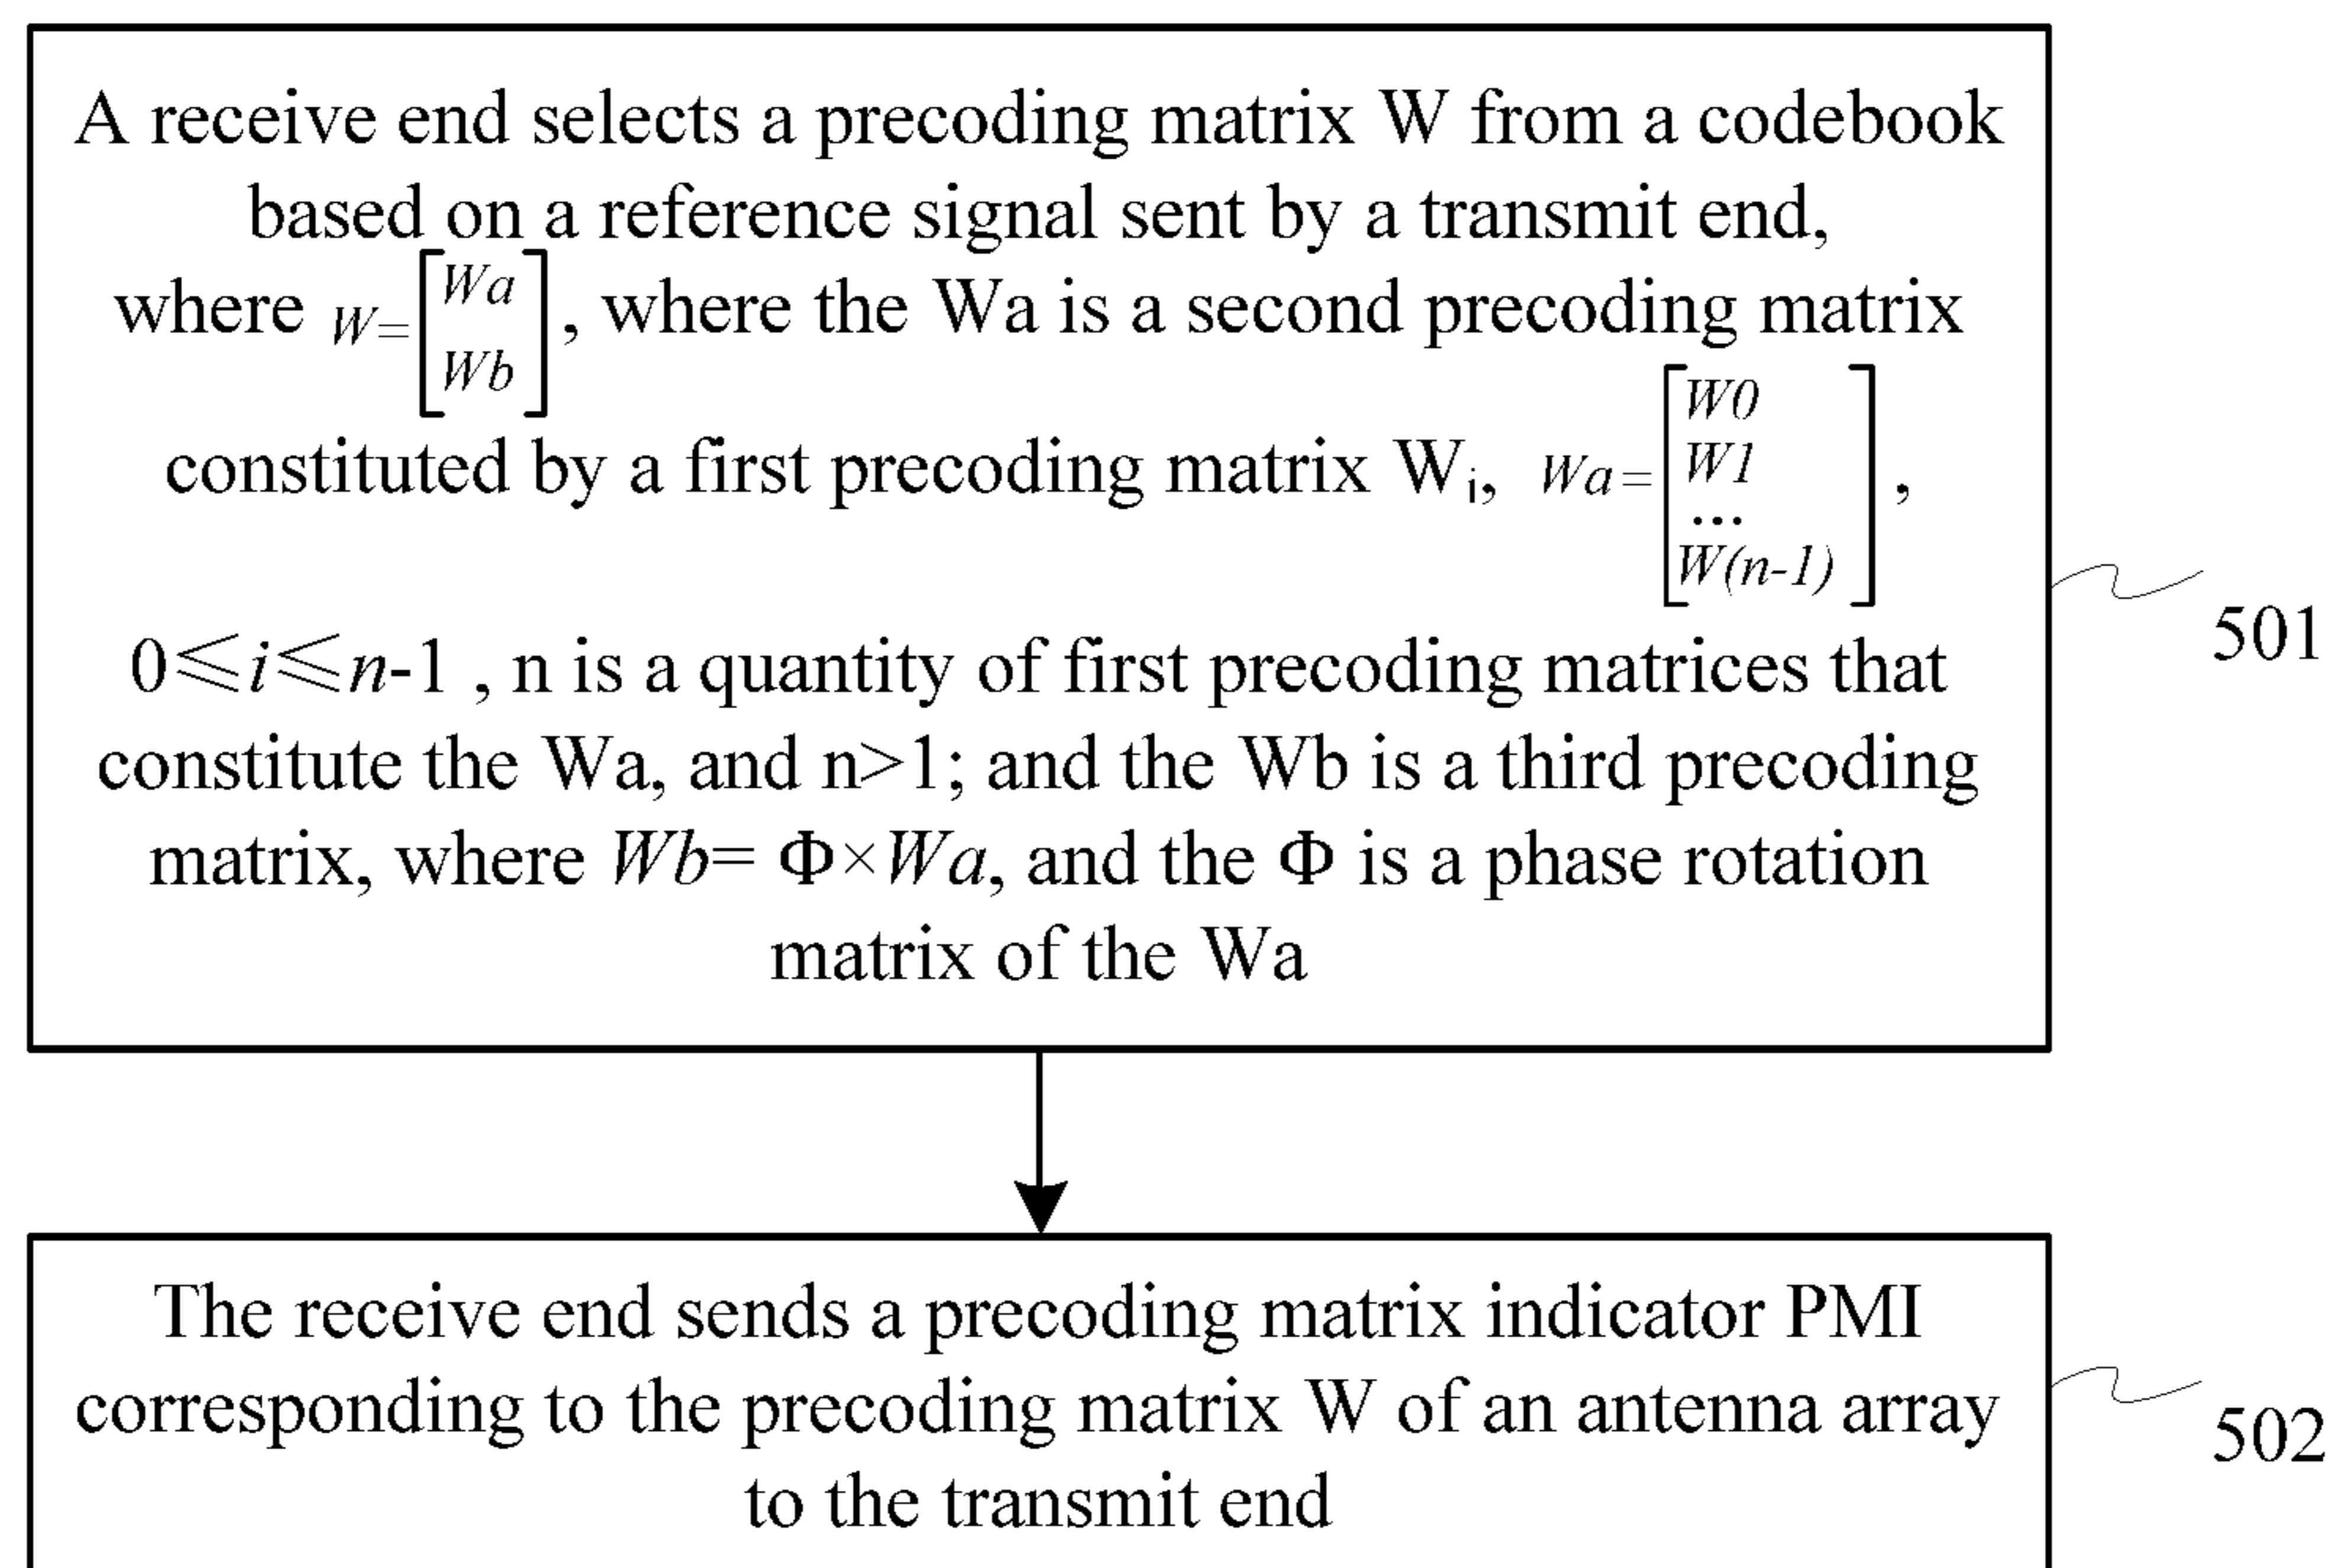 A receive end selects a precoding matrix W from a codebook
based on a reference signal sent by a transmit end,
where W=[Wa Wb], where the Wa is a second precoding matrix
constituted by a first precoding matrix Wi, Wa=[W0 W1 ... W(n-1)],
0≤i≤n-1 , n is a quantity of first precoding matrices that
constitute the Wa, and n>1; and the Wb is a third precoding
matrix, where Wb= Φ×Wa, and the Φ is a phase rotation
matrix of the Wa
501
The receive end sends a precoding matrix indicator PMI
corresponding to the precoding matrix W of an antenna array
to the transmit end
502